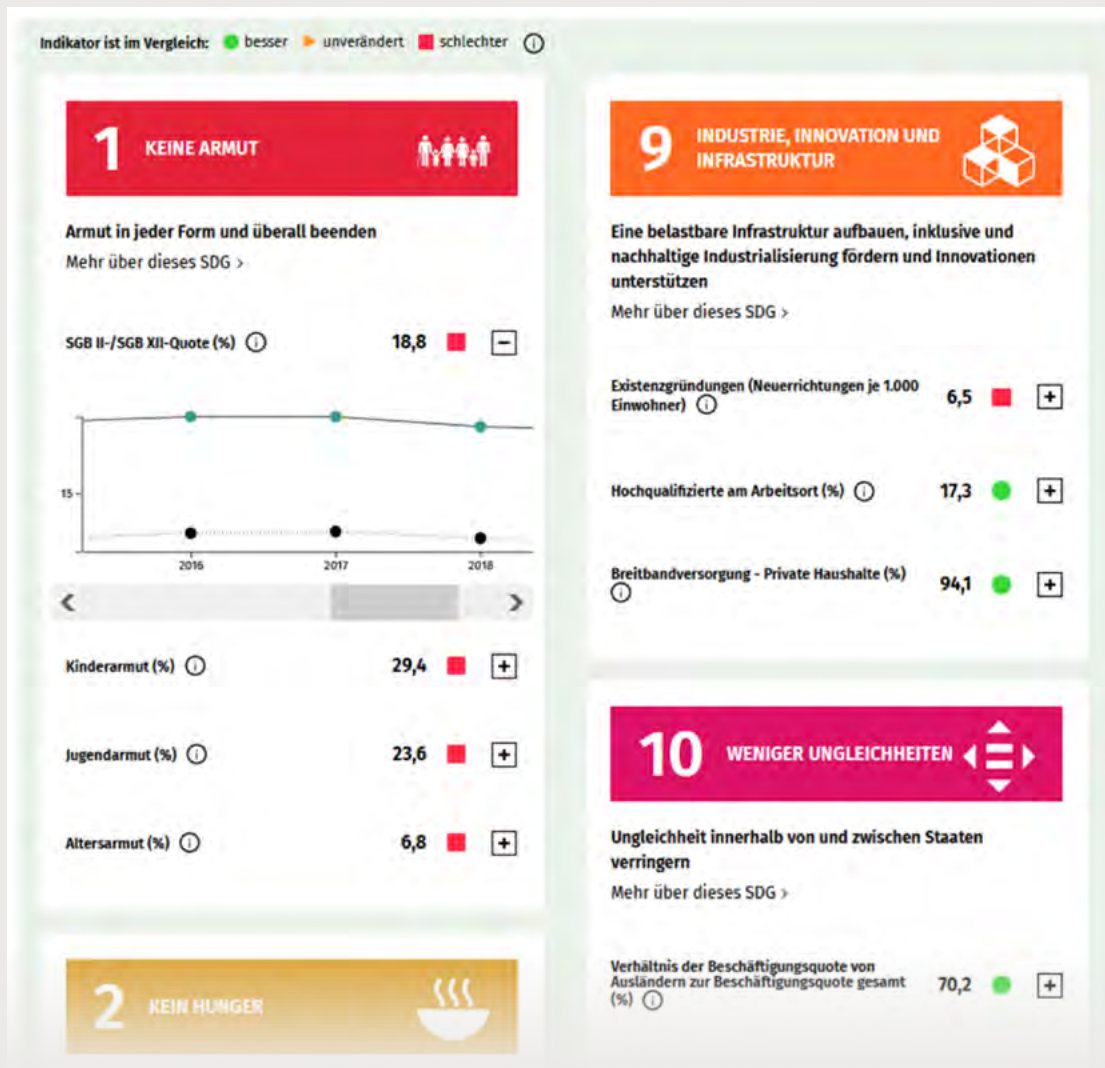 Indikator ist im Vergleich: besser unverändert schlechter
1 KEINE ARMUT
Armut in jeder Form und überall beenden
Mehr über dieses SDG >
SGB II-/SGB XII-Quote (%) 18,8
15
2016 2017 2018
Kinderarmut (%) 29,4
Jugendarmut (%) 23,6
Altersarmut (%) 6,8
2 KEIN HUNGER
9 INDUSTRIE, INNOVATION UND
INFRASTRUKTUR
Eine belastbare Infrastruktur aufbauen, inklusive und
nachhaltige Industrialisierung fördern und Innovationen
unterstützen
Mehr über dieses SDG >
Existenzgründungen (Neuerrichtungen je 1.000
Einwohner) 6,5
Hochqualifizierte am Arbeitsort (%) 17,3
Breitbandversorgung - Private Haushalte (%)
94,1
10 WENIGER UNGLEICHHEITEN
Ungleichheit innerhalb von und zwischen Staaten
verringern
Mehr über dieses SDG >
Verhältnis der Beschäftigungsquote von
Ausländern zur Beschäftigungsquote gesamt
(%) 70,2